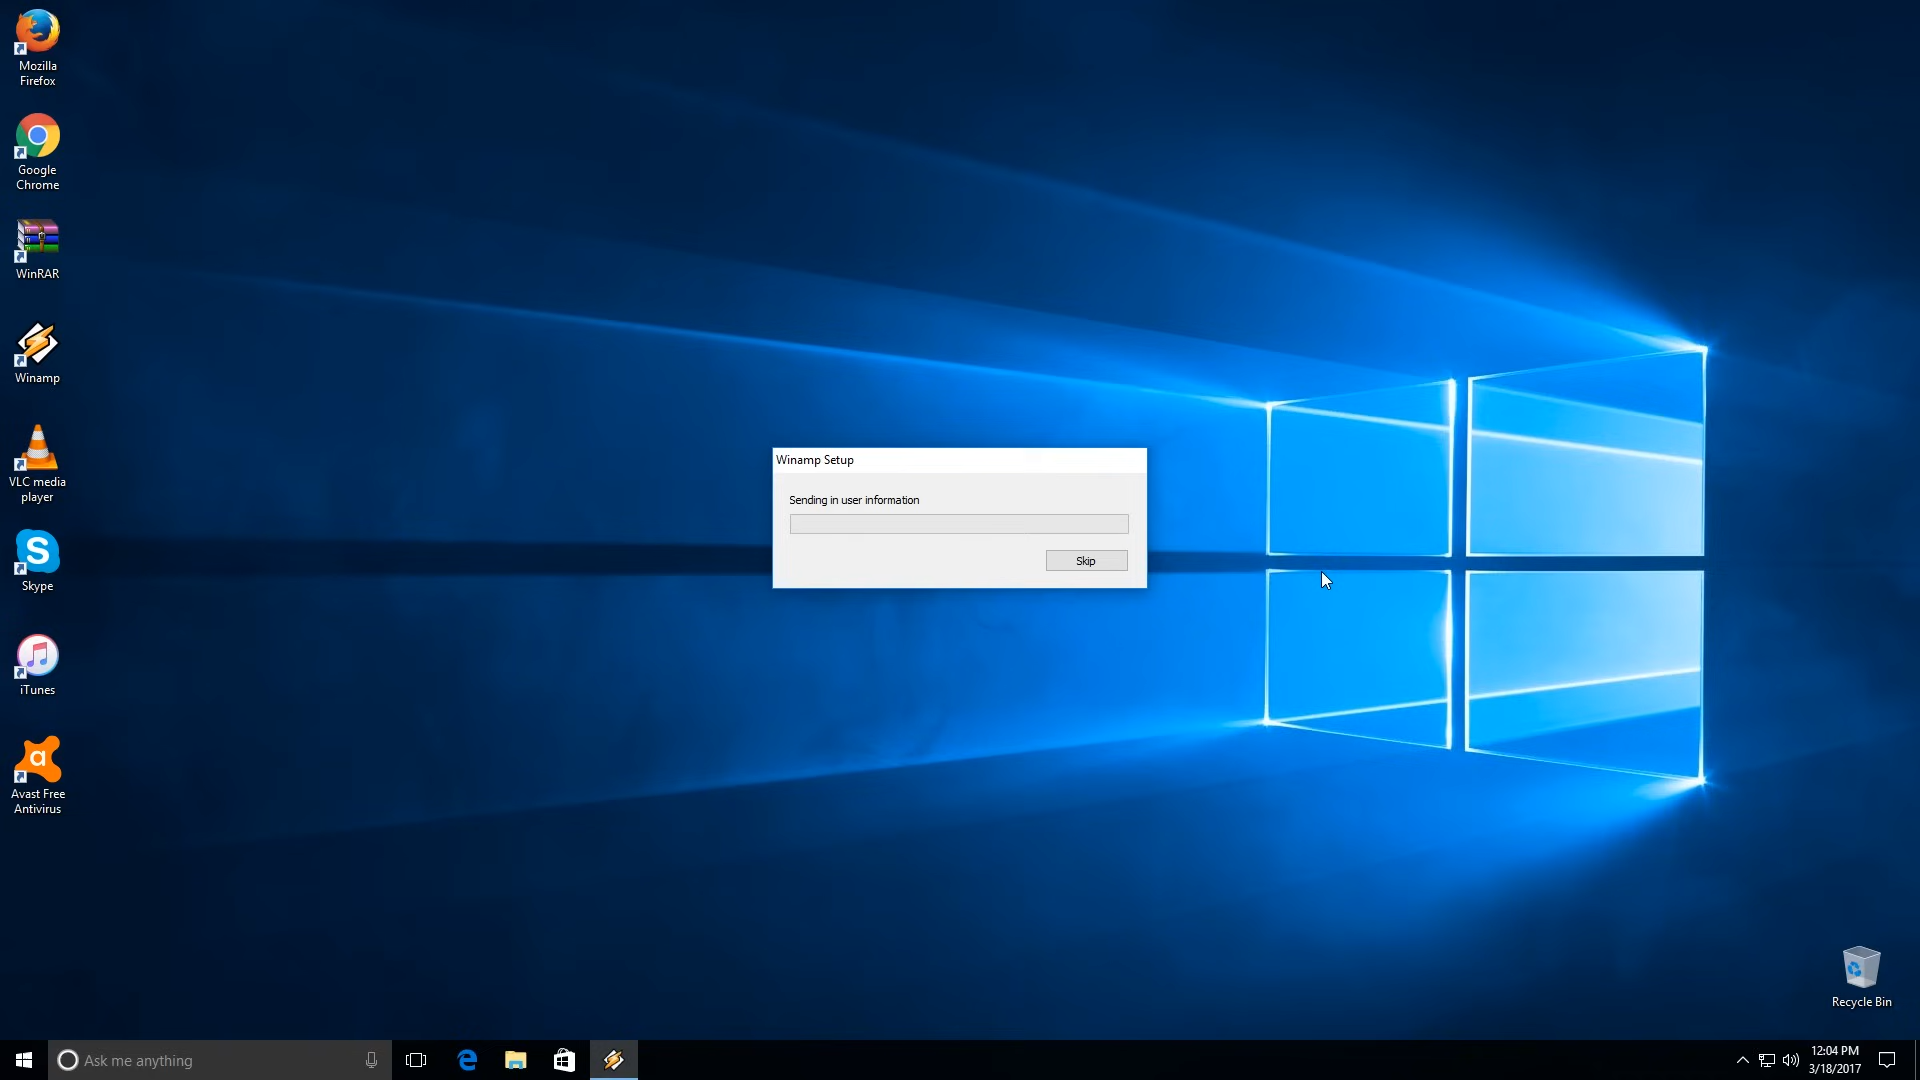 Mozilla
Firefox
Google
Chrome
WinRAR
Winamp
VLC media
player
Skype
iTunes
Avast Free
Antivirus
Winamp Setup
Sending in user information
Skip
Recycle Bin
Ask me anything
12:04 PM
3/18/2017